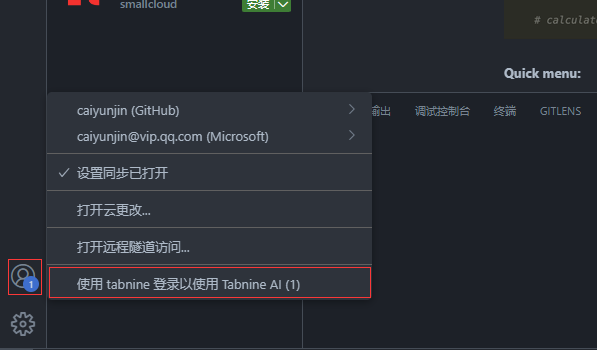 smallcloud
安装
# calculat
Quick menu:
输出 调试控制台 终端 GITLENS
caiyunjin (GitHub)
caiyunjin@vip.qq.com (Microsoft)
设置同步已打开
打开云更改...
打开远程隧道访问...
使用 tabnine 登录以使用 Tabnine AI (1)
1